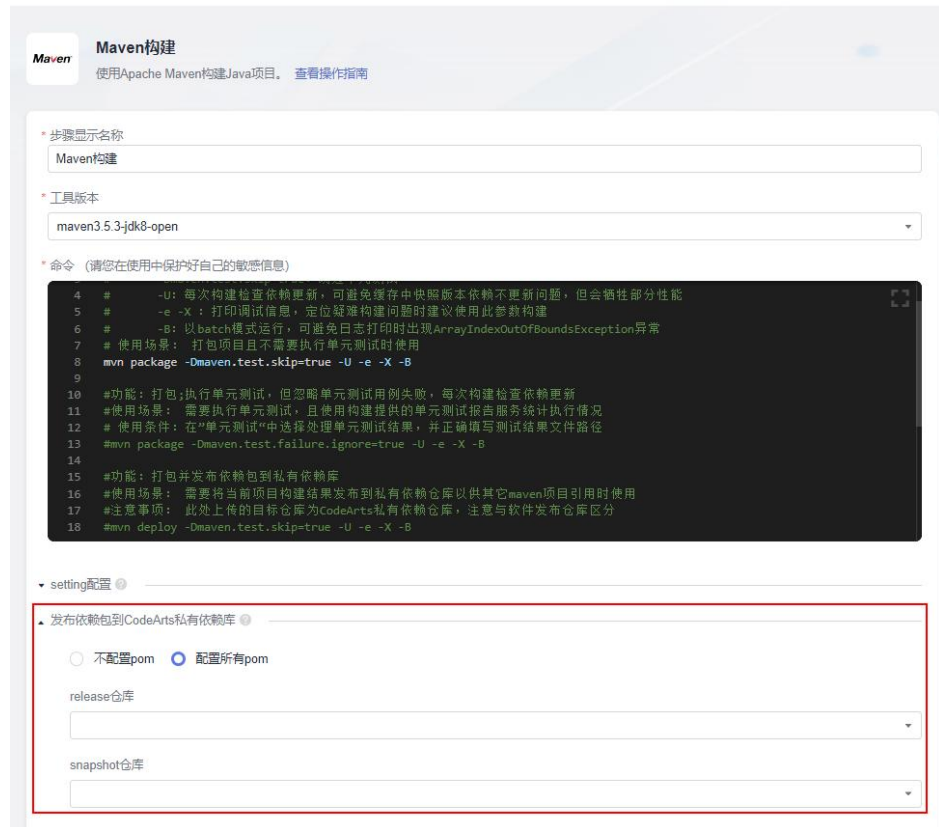 Maven
Maven构建
使用Apache Maven构建Java项目。 查看操作指南
* 步骤显示名称
Maven构建
* 工具版本
maven3.5.3-jdk8-open
* 命令 （请您在使用中保护好自己的敏感信息）
4 # -U: 每次构建检查依赖更新，可避免缓存中快照版本依赖不更新问题，但会牺牲部分性能
5 # -e -X : 打印调试信息，定位疑难构建问题时建议使用此参数构建
6 # -B: 以batch模式运行，可避免日志打印时出现ArrayIndexOutOfBoundsException异常
7 # 使用场景： 打包项目且不需要执行单元测试时使用
8 mvn package -Dmaven.test.skip=true -U -e -X -B
9
10 #功能: 打包;执行单元测试，但忽略单元测试用例失败，每次构建检查依赖更新
11 #使用场景： 需要执行单元测试，且使用构建提供的单元测试报告服务统计执行情况
12 # 使用条件: 在”单元测试“中选择处理单元测试结果，并正确填写测试结果文件路径
13 #mvn package -Dmaven.test.failure.ignore=true -U -e -X -B
14
15 #功能: 打包并发布依赖包到私有依赖库
16 #使用场景： 需要将当前项目构建结果发布到私有依赖仓库以供其它maven项目引用时使用
17 #注意事项： 此处上传的目标仓库为CodeArts私有依赖仓库，注意与软件发布仓库区分
18 #mvn deploy -Dmaven.test.skip=true -U -e -X -B
setting配置
发布依赖包到CodeArts私有依赖库
不配置pom 配置所有pom
release仓库
snapshot仓库